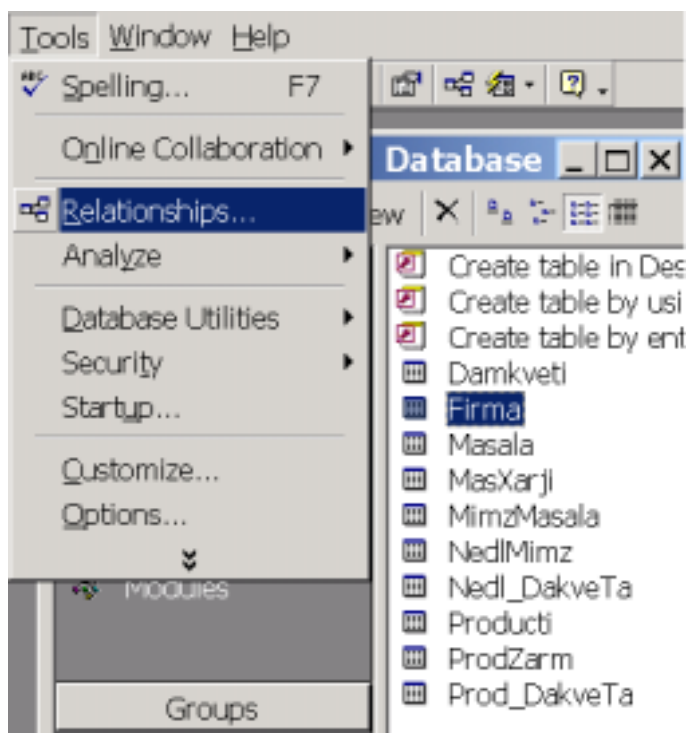 Tools Window Help
Spelling... F7
Online Collaboration
Relationships...
Analyze
Database Utilities
Security
Startup...
Customize...
Options...
Modules
Groups
Database
ew
Create table in Des
Create table by usi
Create table by ent
Damkveti
Firma
Masala
MasXarji
MimzMasala
NedlMimz
Nedl_DakveTa
Producti
ProdZarm
Prod_DakveTa